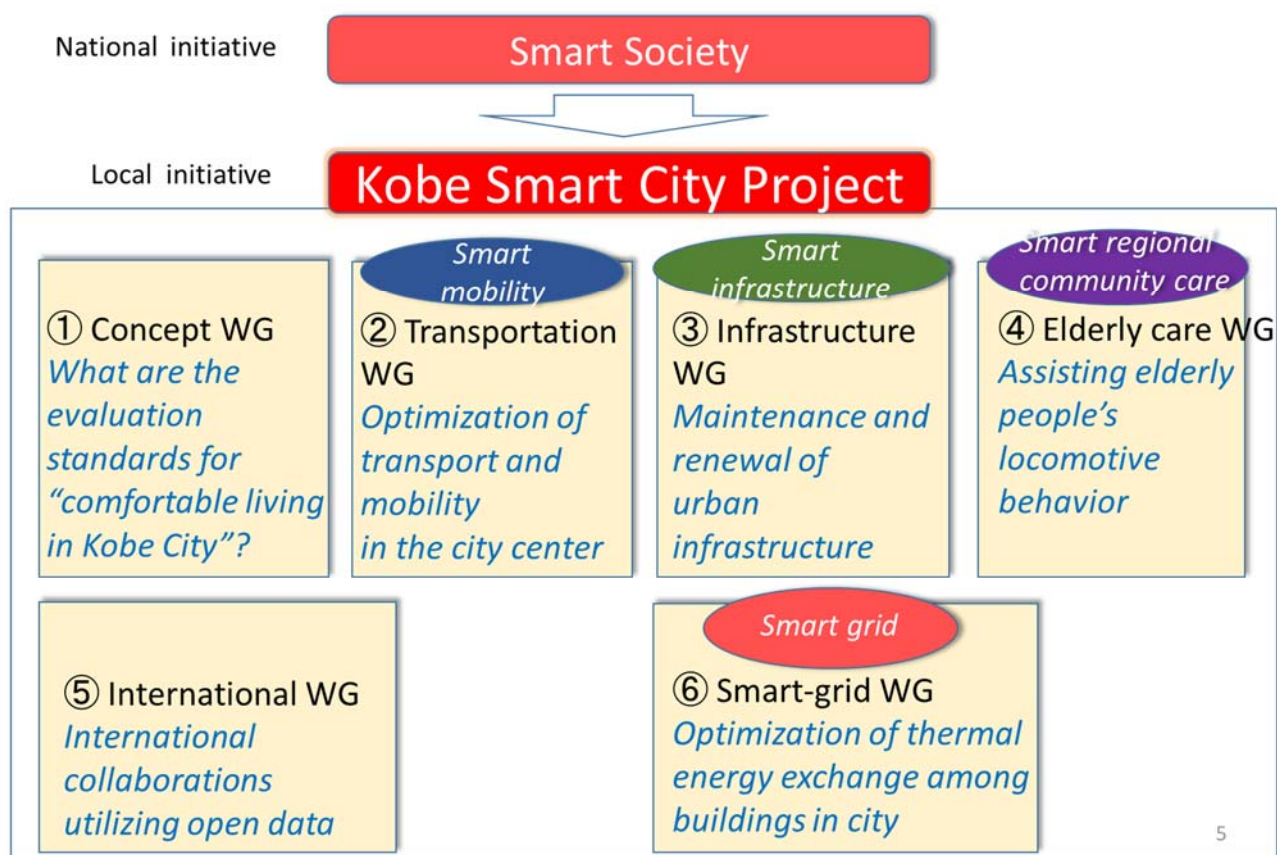 National initiative
Smart Society
Local initiative
Kobe Smart City Project
Smart
mobility
Smart
infrastructure
Smart regional
community care
① Concept WG
What are the
evaluation
standards for
“comfortable living
in Kobe City”?
② Transportation
WG
Optimization of
transport and
mobility
in the city center
③ Infrastructure
WG
Maintenance and
renewal of
urban
infrastructure
④ Elderly care WG
Assisting elderly
people’s
locomotive
behavior
⑤ International WG
International
collaborations
utilizing open data
Smart grid
⑥ Smart-grid WG
Optimization of thermal
energy exchange among
buildings in city
5